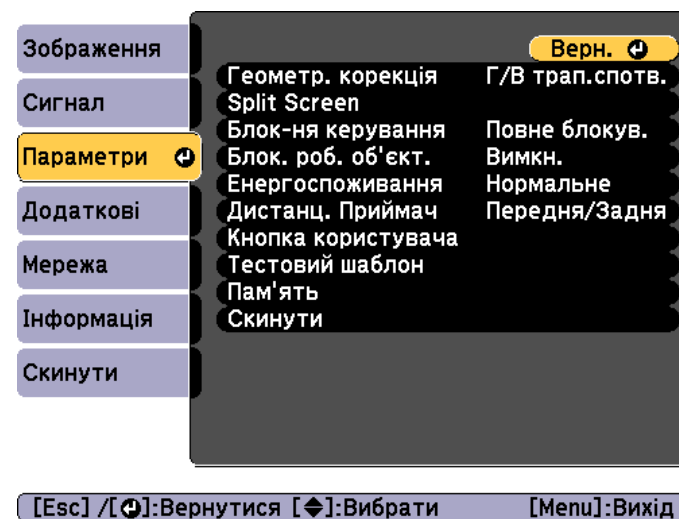 Зображення
Сигнал
Параметри
Додаткові
Мережа
Інформація
Скинути
Верн.
Геометр. корекція Г/В трап.спотв.
Split Screen
Блок-ня керування Повне блокув.
Блок. роб. об'єкт. Вимкн.
Енергоспоживання Нормальне
Дистанц. Приймач Передня/Задня
Кнопка користувача
Тестовий шаблон
Пам'ять
Скинути
[Esc] /[]:Вернутися []:Вибрати [Menu]:Вихід